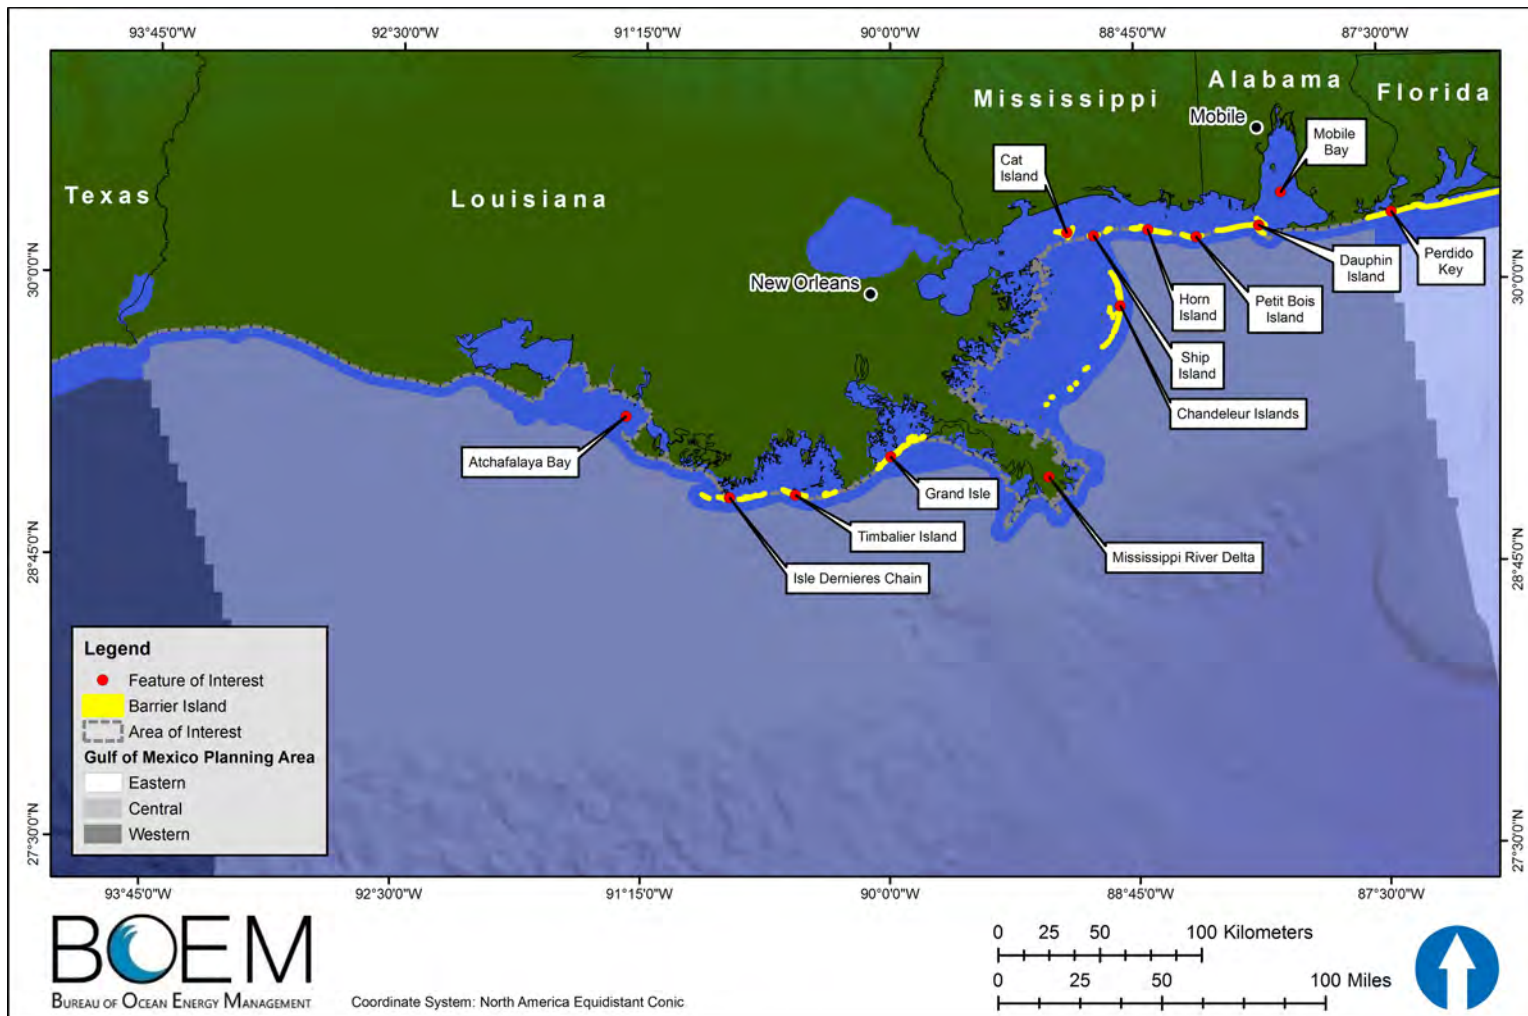 93°45'0"W
92°30'0"W
91°15'0"W
90°0'0"W
88°45'0"W
87°30'0"W
Texas
Louisiana
Mississippi
Alabama
Florida
Mobile
New Orleans
Cat
Island
Mobile
Bay
Dauphin
Island
Perdido
Key
Horn
Island
Petit Bois
Island
Ship
Island
Chandeleur Islands
Atchafalaya Bay
Grand Isle
Timbalier Island
Isle Dernieres Chain
Mississippi River Delta
30°0'0"N
28°45'0"N
27°30'0"N
30°0'0"N
28°45'0"N
27°30'0"N
Legend
Feature of Interest
Barrier Island
Area of Interest
Gulf of Mexico Planning Area
Eastern
Central
Western
93°45'0"W
92°30'0"W
91°15'0"W
90°0'0"W
88°45'0"W
87°30'0"W
BOEM
BUREAU OF OCEAN ENERGY MANAGEMENT
Coordinate System: North America Equidistant Conic
0 25 50 100 Kilometers
0 25 50 100 Miles